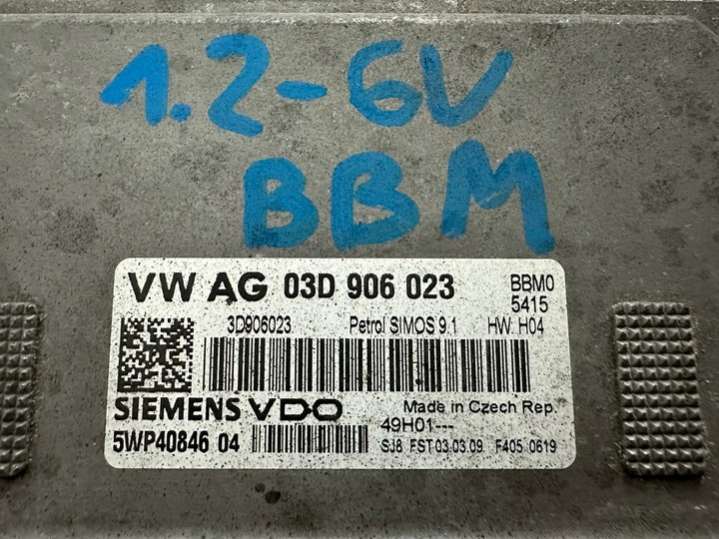 1.2-6V
BBM
VW AG 03D 906 023 BBM0
5415
3D906023 Petrol SIMOS 9.1 HW H04
SIEMENS VDO Made in Czech Rep.
49H01---
5WP40846 04 SJ8 FST 03.03.09 F405 0619